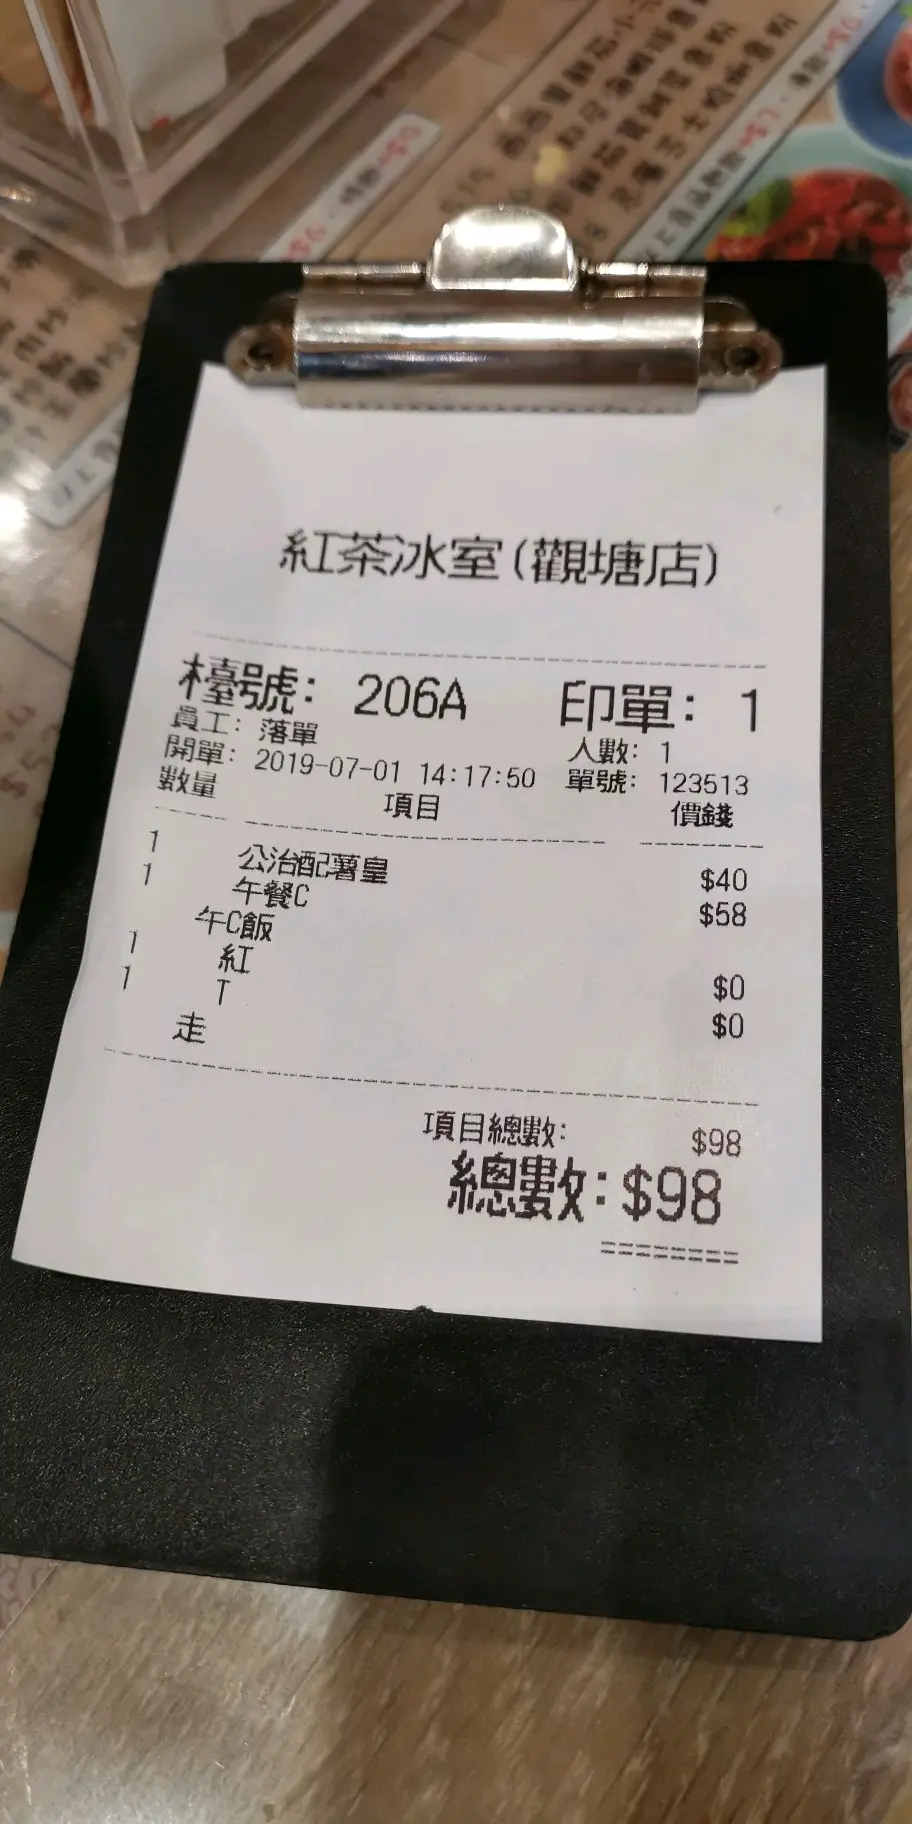 紅茶冰室(觀塘店)
檯號: 206A 印單: 1
員工: 落單 人數: 1
開單: 2019-07-01 14:17:50 單號: 123513
數量 項目 價錢
1 公治配薯皇 $40
1 午餐C $58
午C飯
1 紅 $0
1 T $0
走
項目總數: $98
總數:$98
========